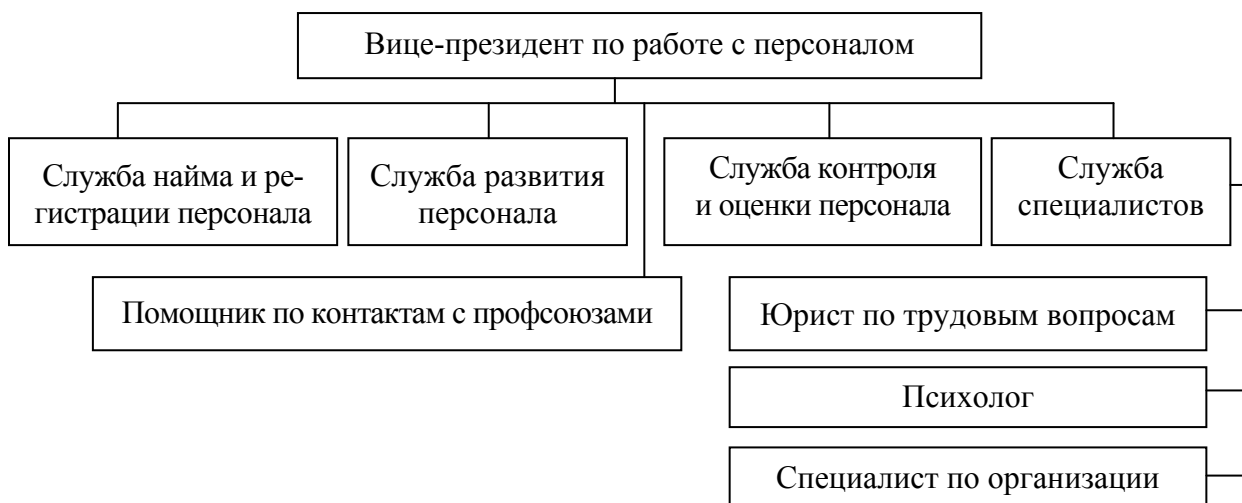 Вице-президент по работе с персоналом
Служба найма и ре-
гистрации персонала
Служба развития
персонала
Служба контроля
и оценки персонала
Служба
специалистов
Помощник по контактам с профсоюзами
Юрист по трудовым вопросам
Психолог
Специалист по организации